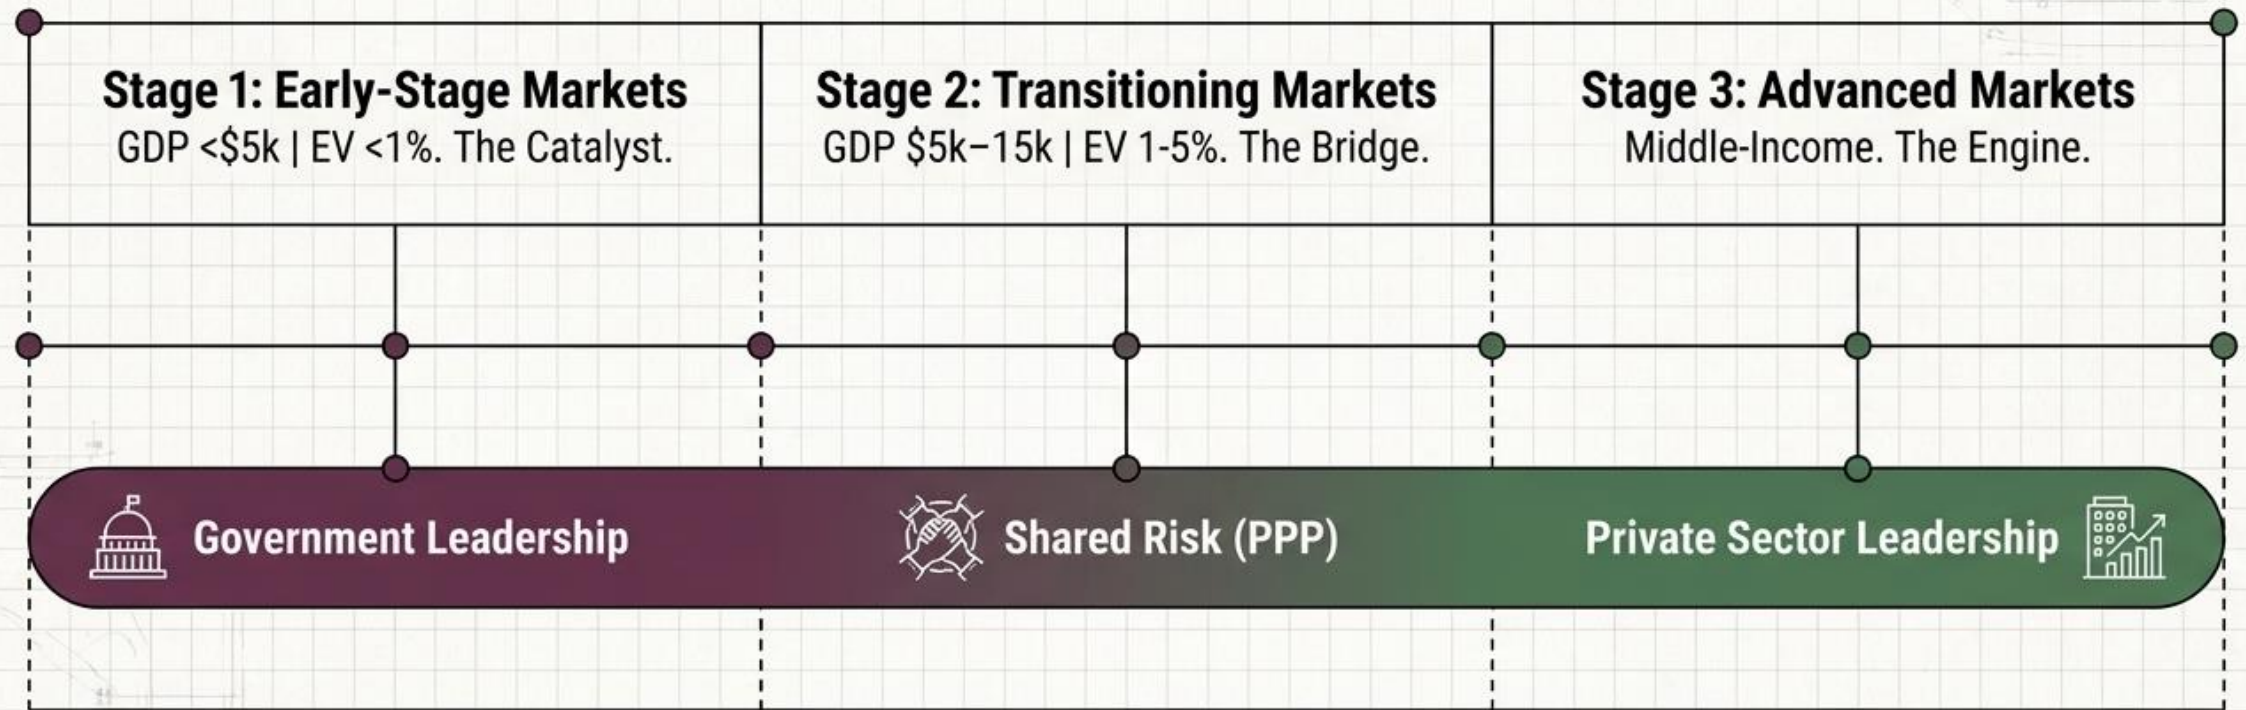 Stage 1: Early-Stage Markets
GDP <$5k | EV <1%. The Catalyst.
Stage 2: Transitioning Markets
GDP $5k–15k | EV 1-5%. The Bridge.
Stage 3: Advanced Markets
Middle-Income. The Engine.
Government Leadership
Shared Risk (PPP)
Private Sector Leadership